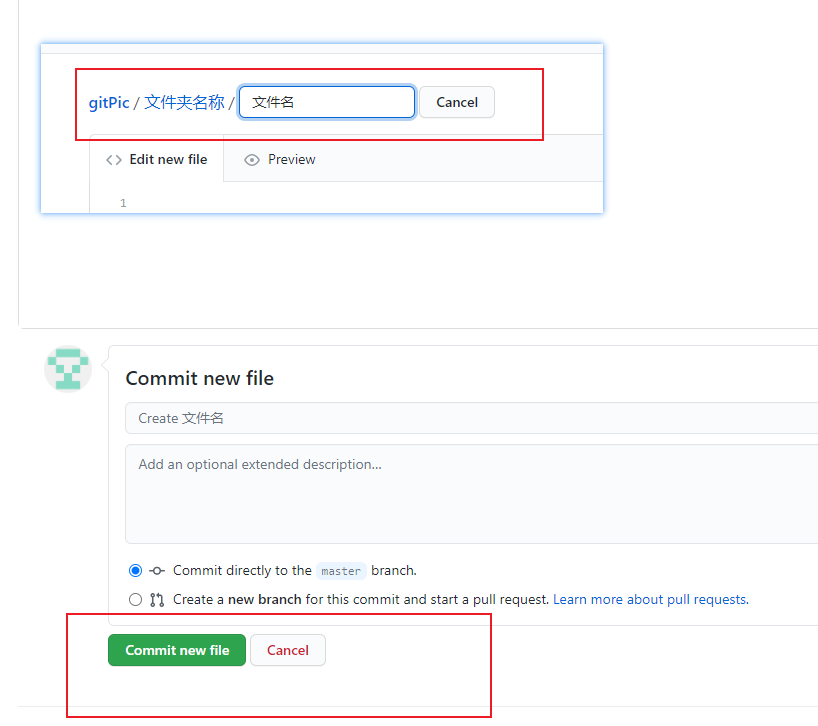 gitPic / 文件夹名称 / 文件名 Cancel
<> Edit new file Preview
1
Commit new file
Create 文件名
Add an optional extended description...
Commit directly to the master branch.
Create a new branch for this commit and start a pull request. Learn more about pull requests.
Commit new file Cancel